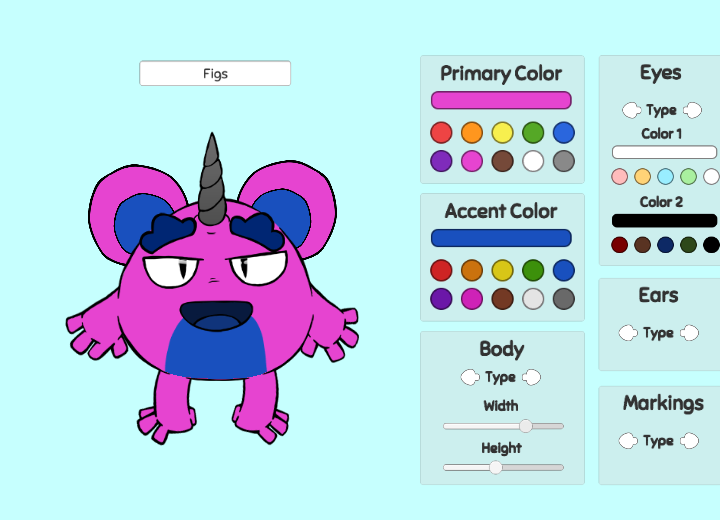 Figs
Primary Color
Accent Color
Body
Type
Width
Height
Eyes
Type
Color 1
Color 2
Ears
Type
Markings
Type